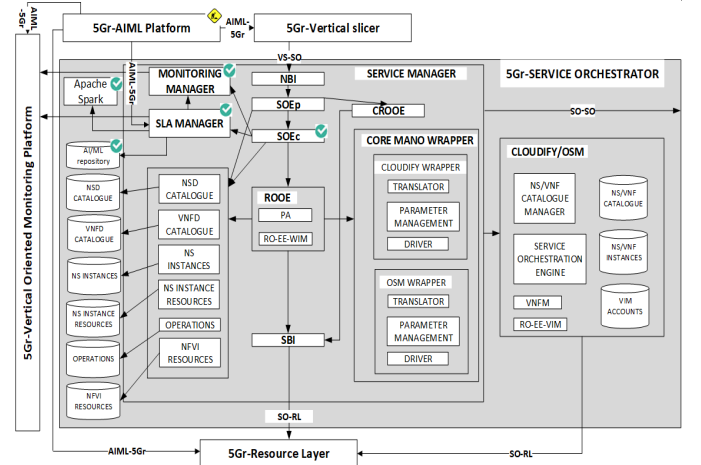 AIML
-5Gr
5Gr-AIML Platform
AIML-
5Gr
5Gr-Vertical slicer
VS-SO
AIML-5Gr
5Gr-Vertical Oriented Monitoring Platform
MONITORING
MANAGER
NBI
SERVICE MANAGER
5Gr-SERVICE ORCHESTRATOR
Apache
Spark
SOEp
CROOE
SO-SO
SLA MANAGER
SOEc
CORE MANO WRAPPER
CLOUDIFY/OSM
AI/ML
repository
CLOUDIFY WRAPPER
TRANSLATOR
PARAMETER
MANAGEMENT
DRIVER
NSD
CATALOGUE
NSD
CATALOGUE
ROOE
PA
RO-EE-WIM
NS/VNF
CATALOGUE
MANAGER
NS/VNF
CATALOGUE
VNFD
CATALOGUE
VNFD
CATALOGUE
SERVICE
ORCHESTRATION
ENGINE
NS/VNF
INSTANCES
NS INSTANCES
NS
INSTANCES
OSM WRAPPER
TRANSLATOR
PARAMETER
MANAGEMENT
DRIVER
NS INSTANCE
RESOURCES
NS INSTANCE
RESOURCES
VNFM
VIM
ACCOUNTS
RO-EE-VIM
OPERATIONS
OPERATIONS
SBI
NFVI
RESOURCES
NFVI
RESOURCES
SO-RL
AIML-5Gr
5Gr-Resource Layer
SO-RL